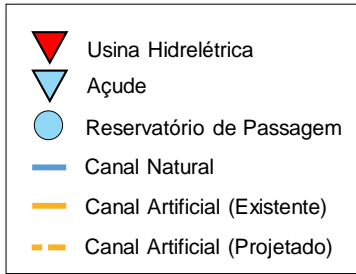 Usina Hidrelétrica
Açude
Reservatório de Passagem
Canal Natural
Canal Artificial (Existente)
Canal Artificial (Projetado)